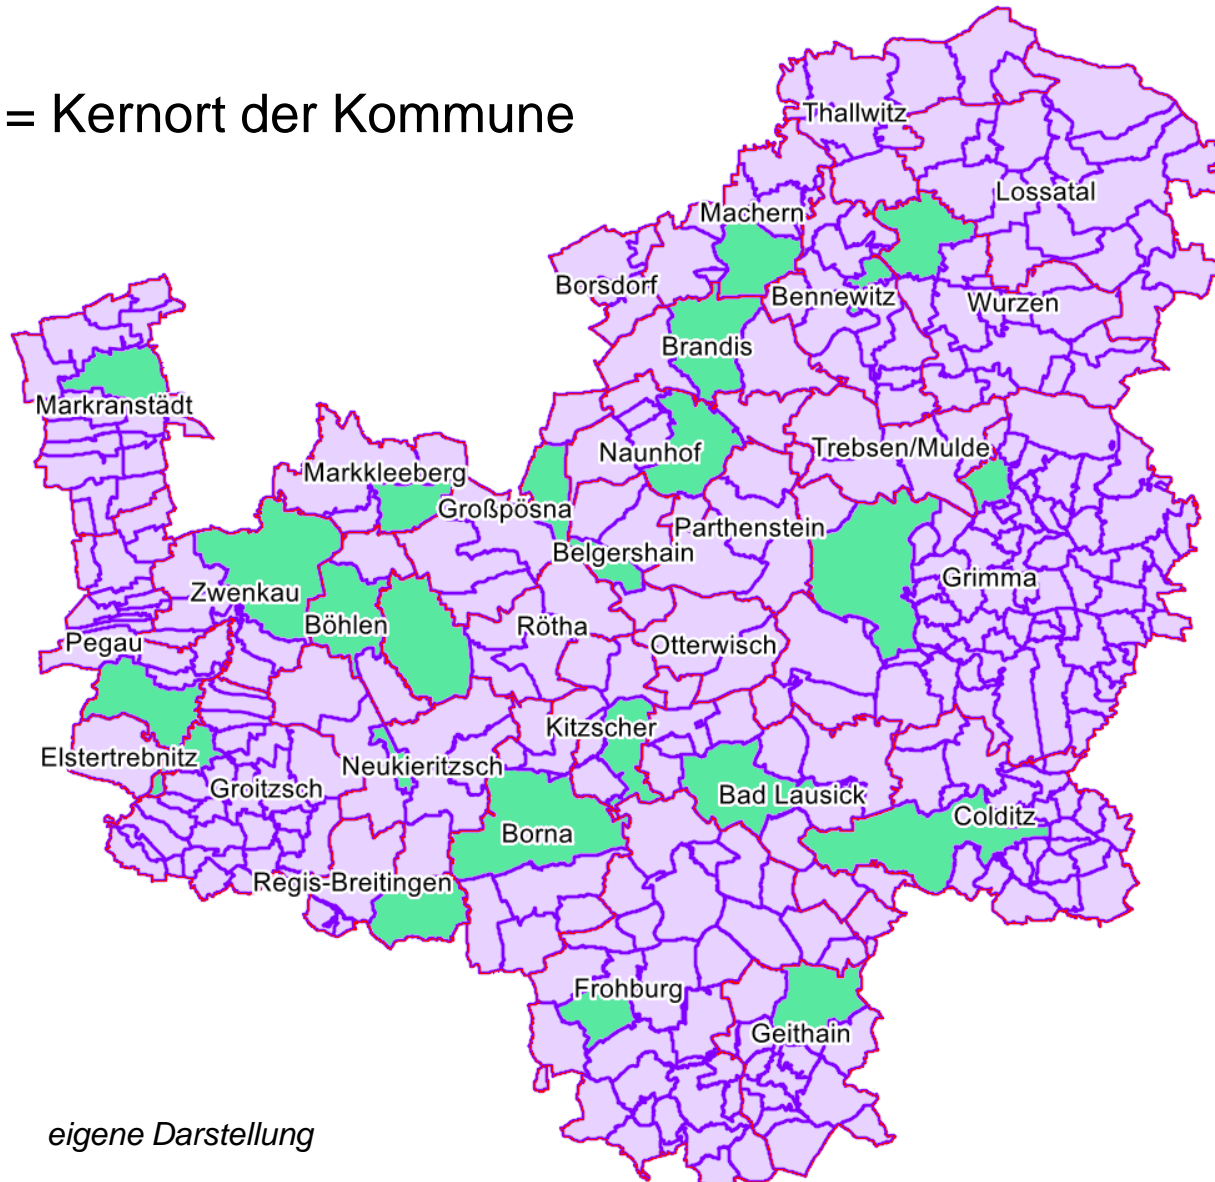 = Kernort der Kommune
Thallwitz
Lossatal
Machern
Borsdorf
Bennewitz
Wurzen
Brandis
Markranstädt
Trebsen/Mulde
Naunhof
Markkleeberg
Großpösna
Parthenstein
Belgershain
Grimma
Zwenkau
Böhlen
Rötha
Pegau
Otterwisch
Kitzscher
Elstertrebnitz
Neukieritzsch
Groitzsch
Bad Lausick
Colditz
Borna
Regis-Breitingen
Frohburg
Geithain
eigene Darstellung